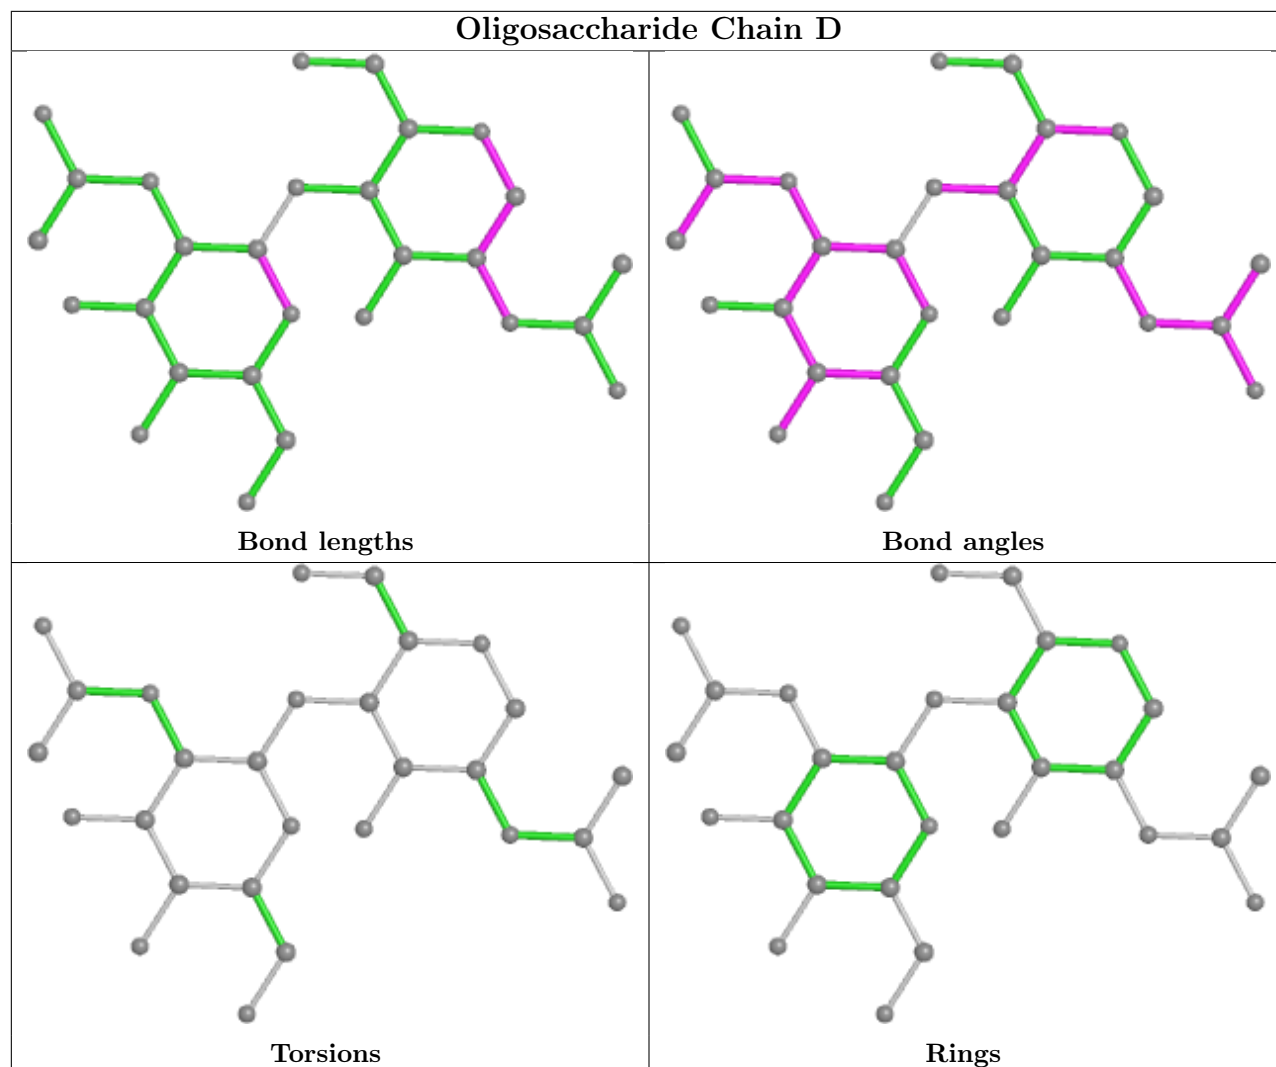 Oligosaccharide Chain D
Bond lengths
Bond angles
Torsions
Rings